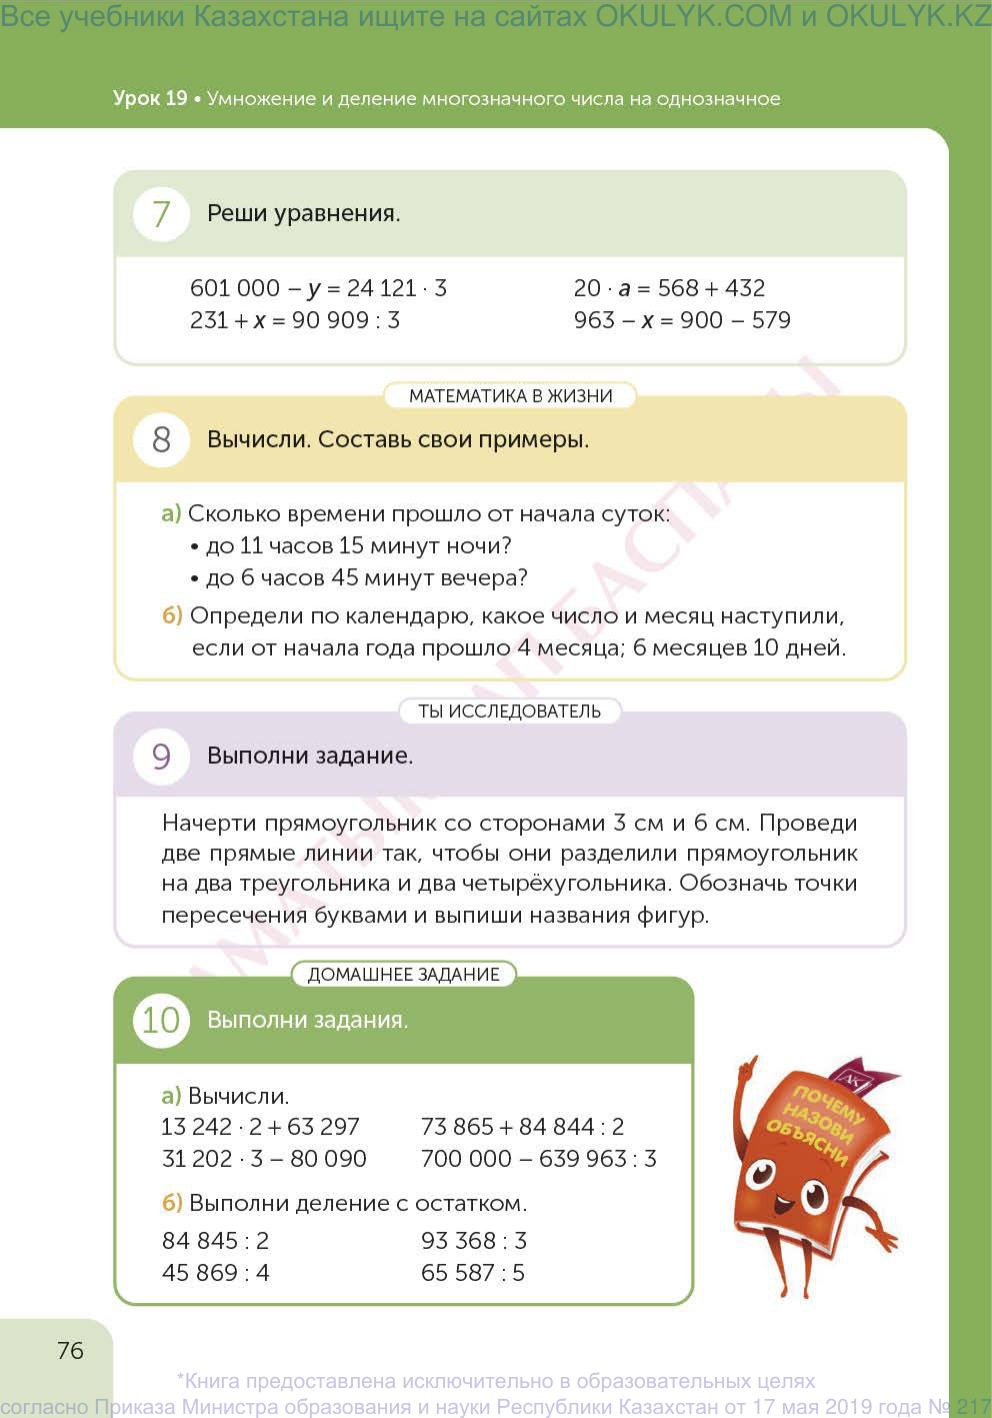 Все учебники Казахстана ищите на сайтах OKULYK.COM и OKULYK.KZ
Урок 19 • Умножение и деление многозначного числа на однозначное
7 Реши уравнения.
601 000 – y = 24 121 · 3
231 + x = 90 909 : 3
20 · a = 568 + 432
963 – x = 900 – 579
МАТЕМАТИКА В ЖИЗНИ
8 Вычисли. Составь свои примеры.
а) Сколько времени прошло от начала суток:
• до 11 часов 15 минут ночи?
• до 6 часов 45 минут вечера?
б) Определи по календарю, какое число и месяц наступили,
если от начала года прошло 4 месяца; 6 месяцев 10 дней.
ТЫ ИССЛЕДОВАТЕЛЬ
9 Выполни задание.
Начерти прямоугольник со сторонами 3 см и 6 см. Проведи
две прямые линии так, чтобы они разделили прямоугольник
на два треугольника и два четырёхугольника. Обозначь точки
пересечения буквами и выпиши названия фигур.
ДОМАШНЕЕ ЗАДАНИЕ
10 Выполни задания.
а) Вычисли.
13 242 · 2 + 63 297
31 202 · 3 – 80 090
73 865 + 84 844 : 2
700 000 – 639 963 : 3
б) Выполни деление с остатком.
84 845 : 2
45 869 : 4
93 368 : 3
65 587 : 5
АК
ПОЧЕМУ
НАЗОВИ
ОБЪЯСНИ
76
*Книга предоставлена исключительно в образовательных целях
согласно Приказа Министра образования и науки Республики Казахстан от 17 мая 2019 года № 217